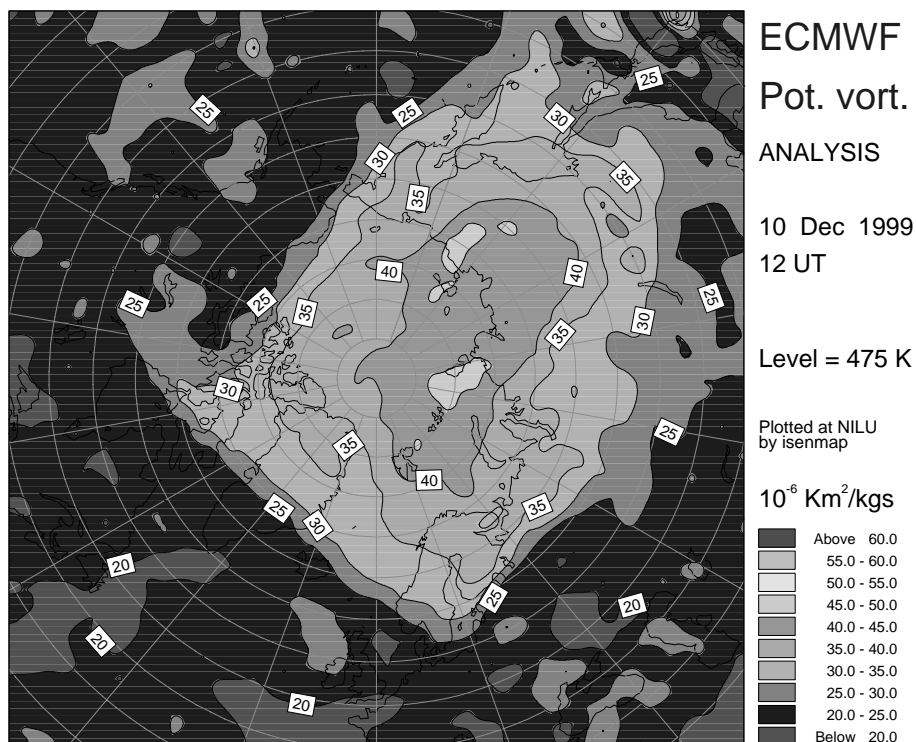 ECMWF
Pot. vort.
ANALYSIS
10 Dec 1999
12 UT
Level = 475 K
Plotted at NILU
by isenmap
10⁻⁶ Km²/kgs
Above 60.0
55.0 - 60.0
50.0 - 55.0
45.0 - 50.0
40.0 - 45.0
35.0 - 40.0
30.0 - 35.0
25.0 - 30.0
20.0 - 25.0
Below 20.0
25
25
25
30
30
35
35
40
40
25
25
35
25
30
35
30
35
25
40
25
30
35
20
25
20
20
20